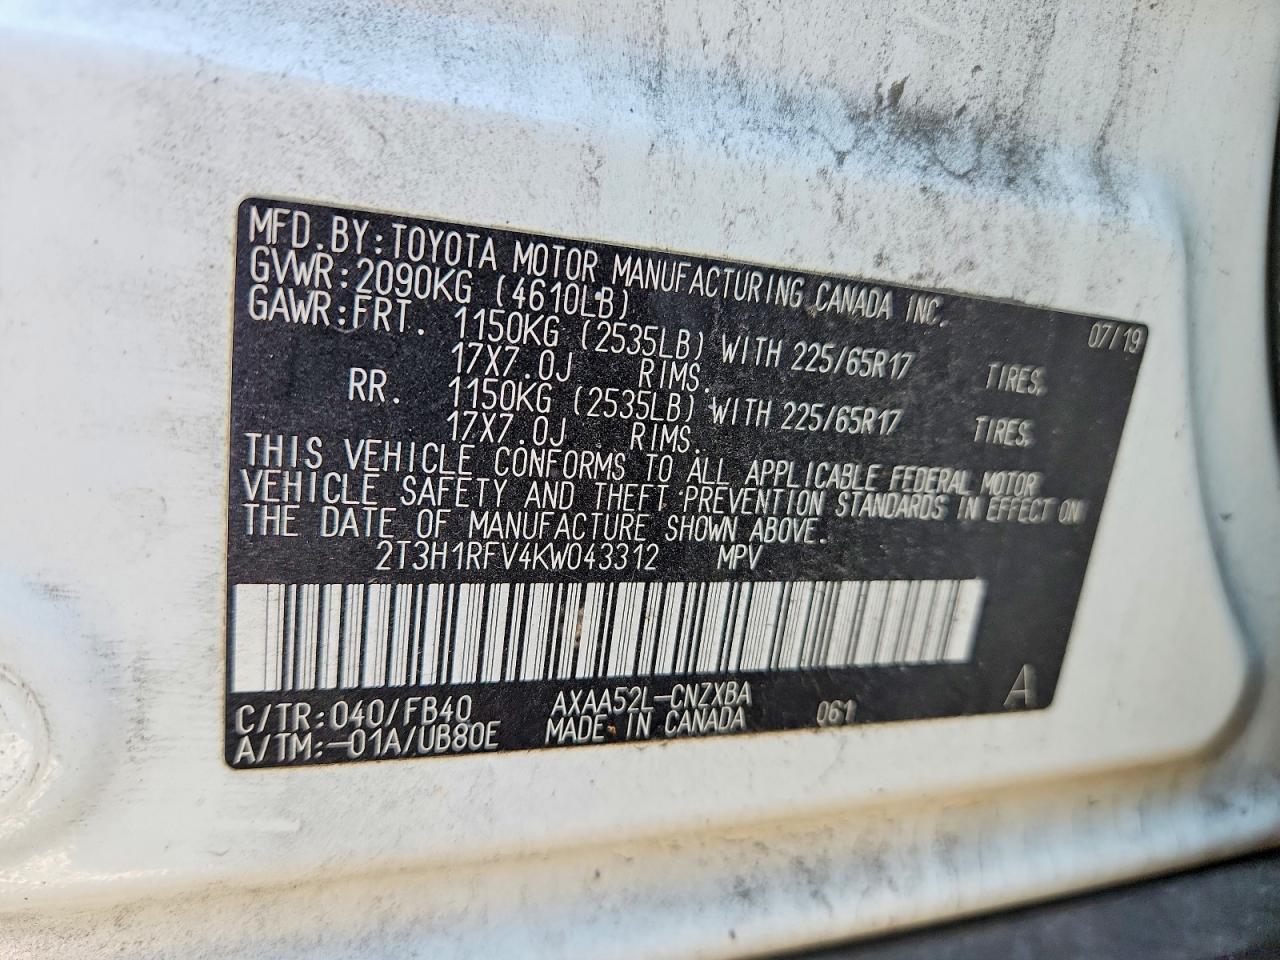 MFD.BY:TOYOTA MOTOR MANUFACTURING CANADA INC.
07/19
GVWR:2090KG (4610LB)
GAWR:FRT. 1150KG (2535LB) WITH 225/65R17 TIRES,
17X7.0J RIMS.
RR. 1150KG (2535LB) WITH 225/65R17 TIRES,
17X7.0J RIMS.
THIS VEHICLE CONFORMS TO ALL APPLICABLE FEDERAL MOTOR
VEHICLE SAFETY AND THEFT PREVENTION STANDARDS IN EFFECT ON
THE DATE OF MANUFACTURE SHOWN ABOVE.
2T3H1RFV4KW043312 MPV
C/TR:040/FB40 AXAA52L-CNZXBA 061 A
A/TM:-01A/UB80E MADE IN CANADA